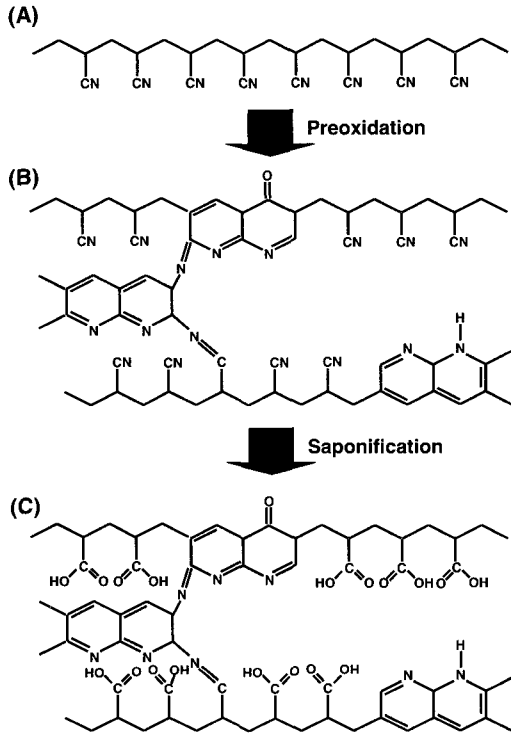 (A)
CN CN CN CN CN CN CN CN
Preoxidation
(B)
O
CN CN N N CN CN CN
N
H
N N N N N
CN CN C CN CN
Saponification
(C)
O
HO C O O C OH N N HO C O O C OH C O OH
N
H
N N N N N
HO C O O C OH C HO C O O C OH